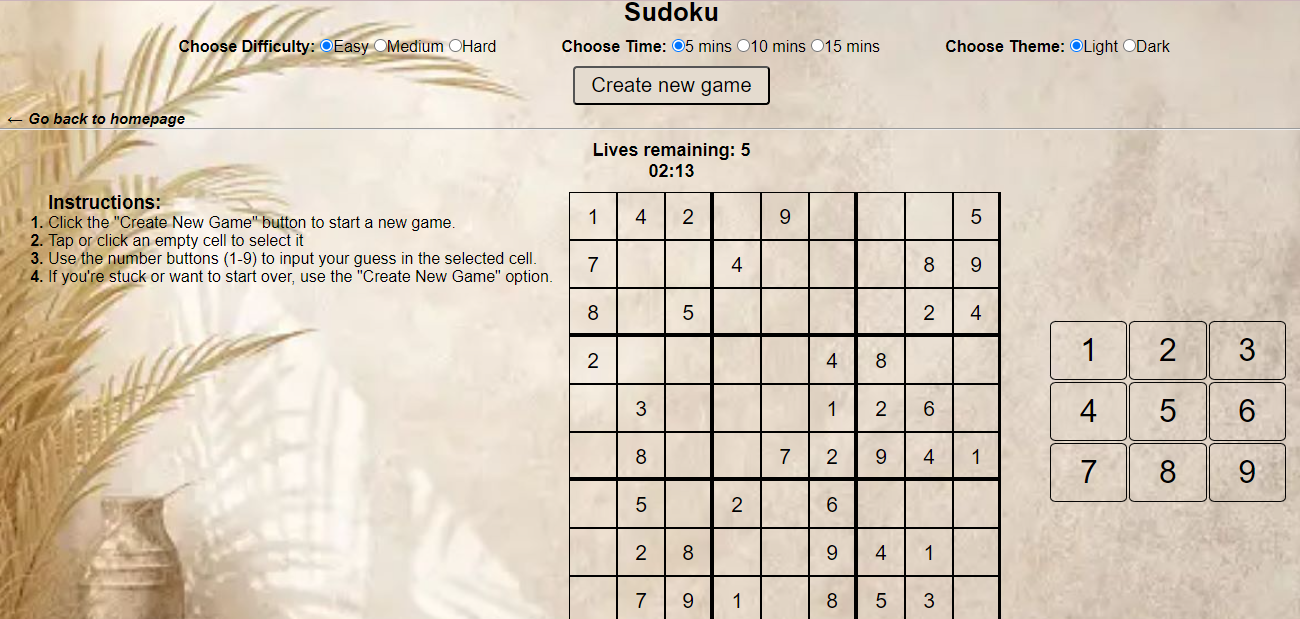 Sudoku
Choose Difficulty: Easy Medium Hard Choose Time: 5 mins 10 mins 15 mins Choose Theme: Light Dark
Create new game
← Go back to homepage
Lives remaining: 5
02:13
Instructions:
1. Click the "Create New Game" button to start a new game.
2. Tap or click an empty cell to select it
3. Use the number buttons (1-9) to input your guess in the selected cell.
4. If you're stuck or want to start over, use the "Create New Game" option.
1 4 2 9 5
7 4 8 9
8 5 2 4
2 4 8
3 1 2 6
8 7 2 9 4 1
5 2 6
2 8 9 4 1
7 9 1 8 5 3
1 2 3
4 5 6
7 8 9